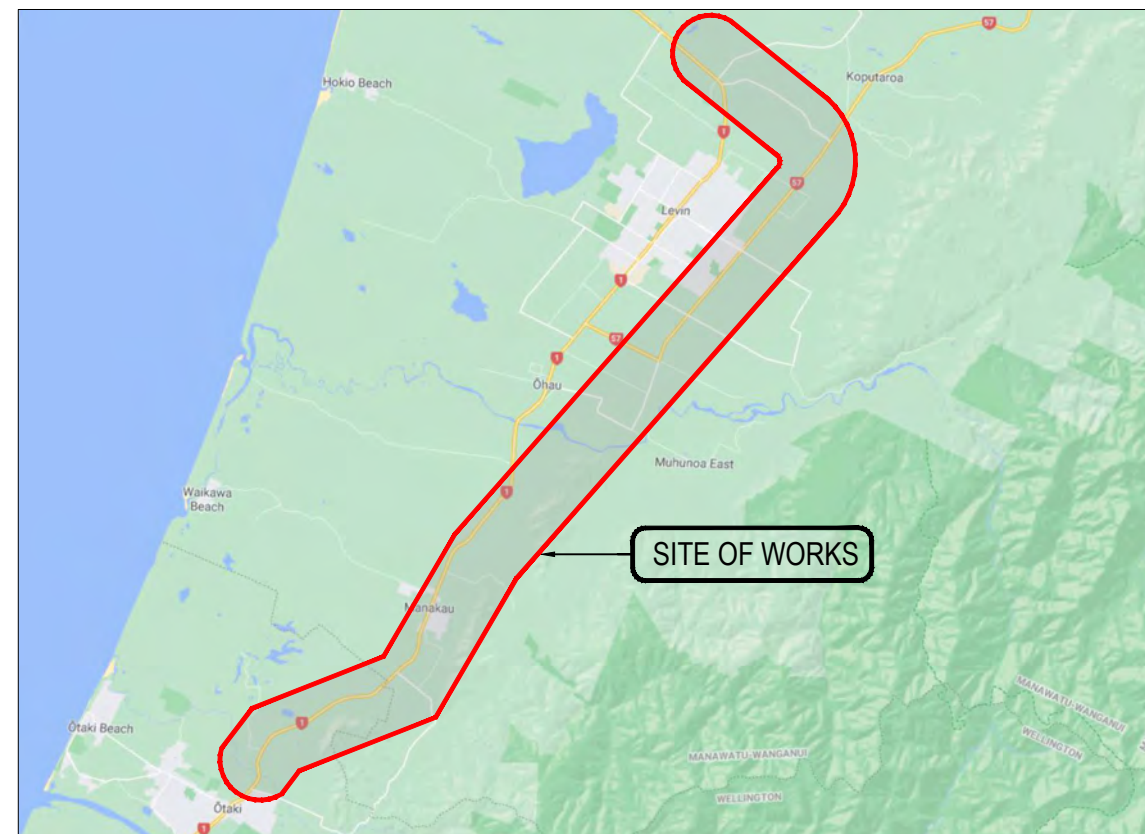 57
Koputaroa
Hokio Beach
1
57
Levin
1
57
1
Ōhau
Muhunoa East
1
Waikawa
Beach
SITE OF WORKS
Manakau
MANAWATU-WANGANUI
WELLINGTON
1
Ōtaki Beach
MANAWATU-WANGANUI
WELLINGTON
Ōtaki
1